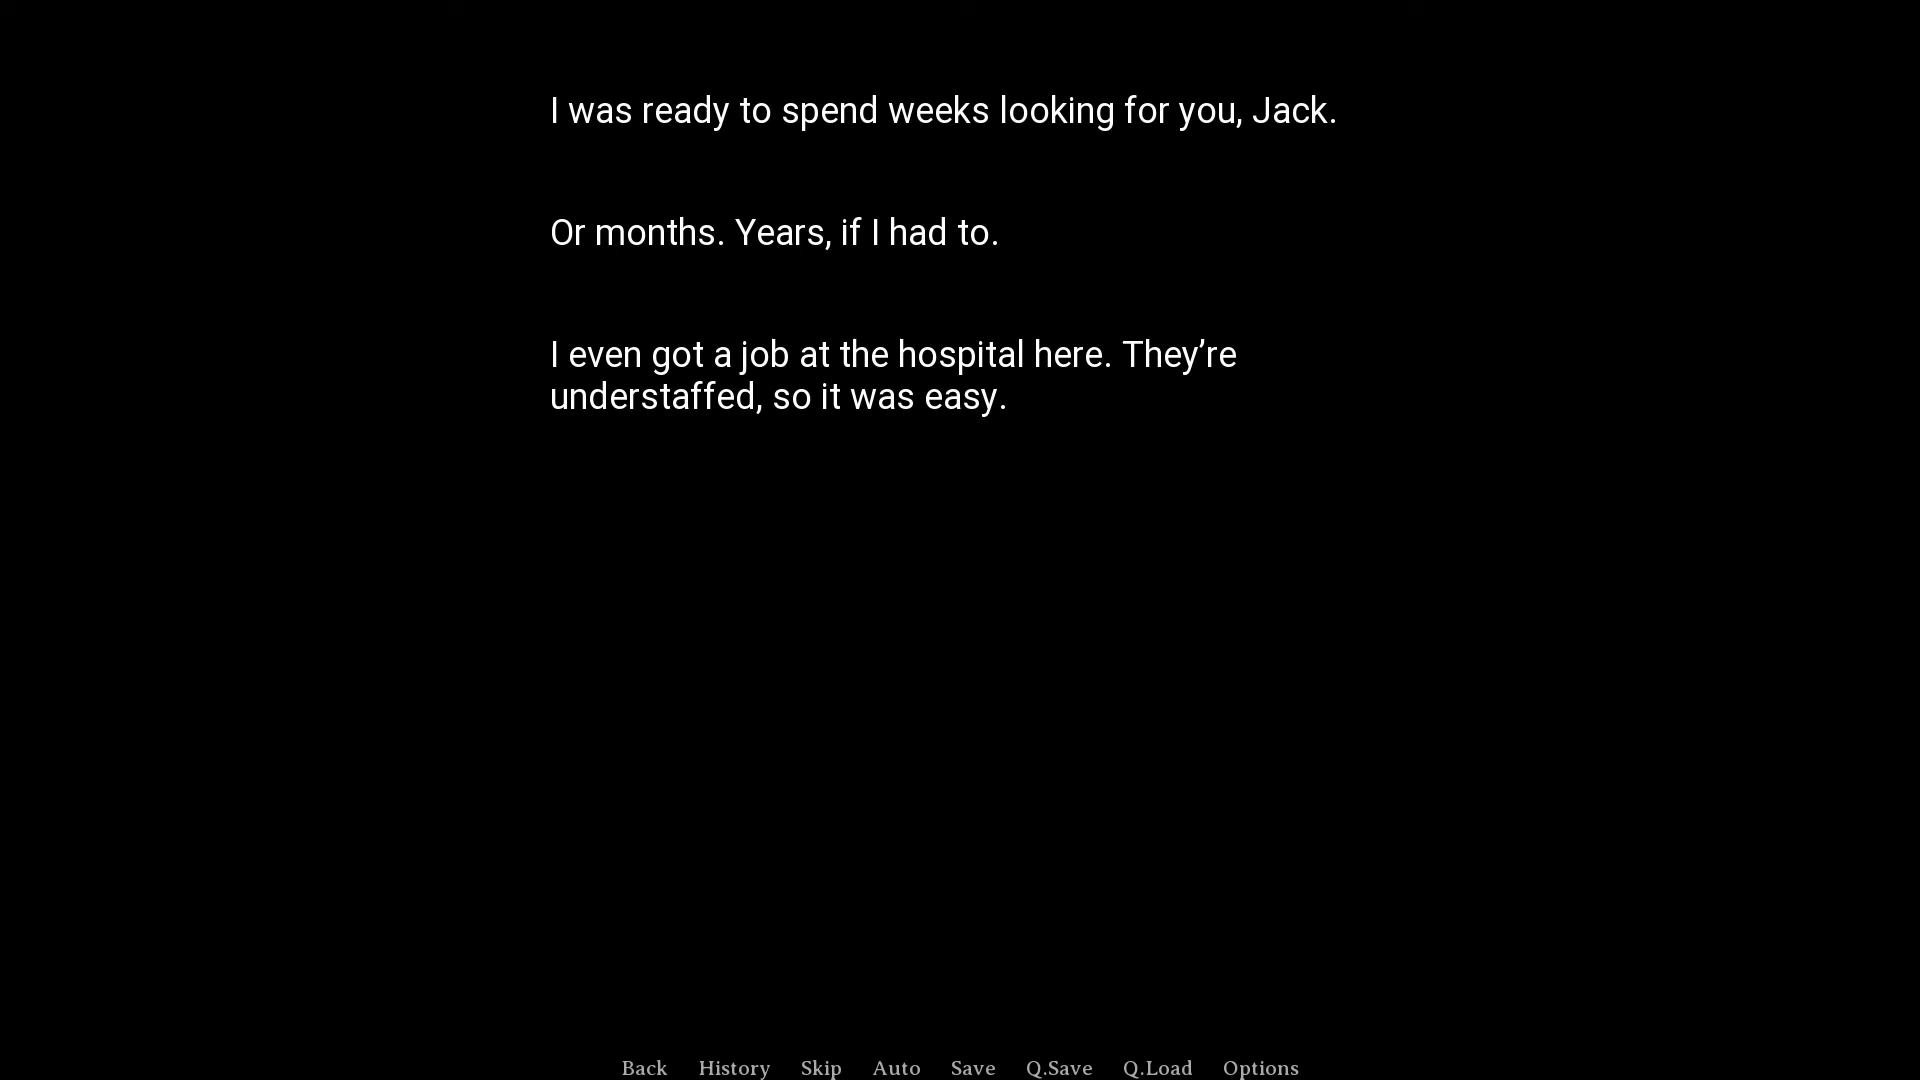 I was ready to spend weeks looking for you, Jack.
Or months. Years, if I had to.
I even got a job at the hospital here. They’re
understaffed, so it was easy.
Back History Skip Auto Save Q.Save Q.Load Options